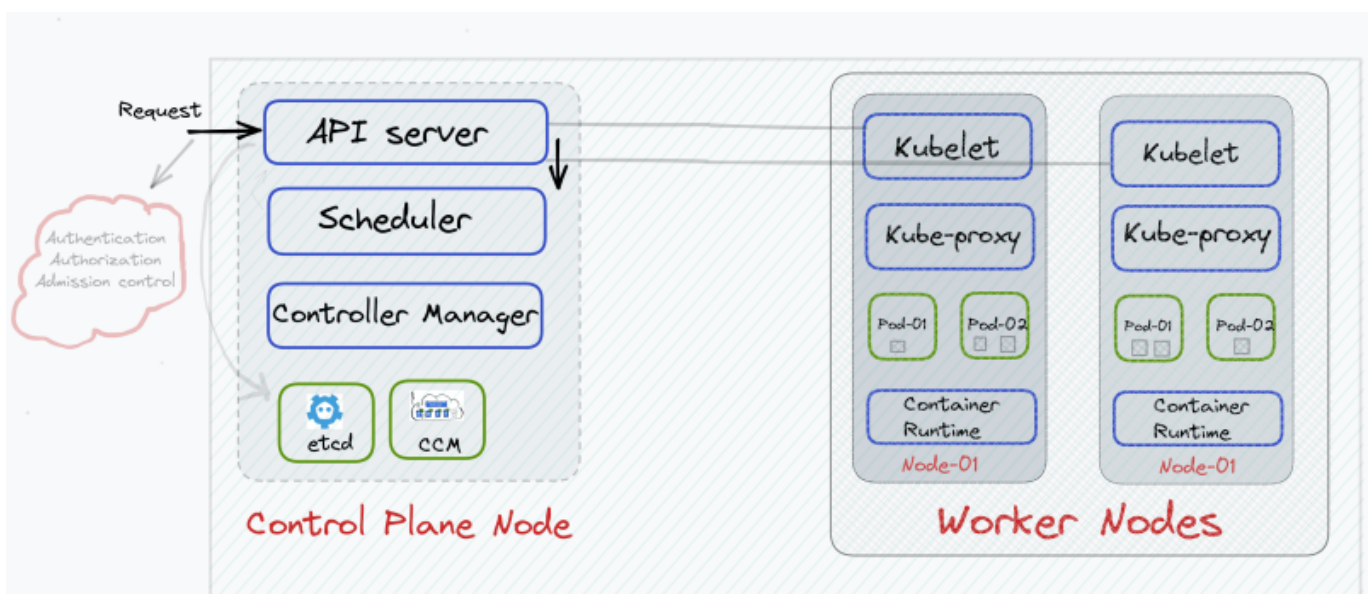 Request
API server
Scheduler
Controller Manager
etcd
CCM
Control Plane Node
Authentication
Authorization
Admission control
Kubelet
Kube-proxy
Pod-01
Pod-02
Container
Runtime
Node-01
Kubelet
Kube-proxy
Pod-01
Pod-02
Container
Runtime
Node-01
Worker Nodes